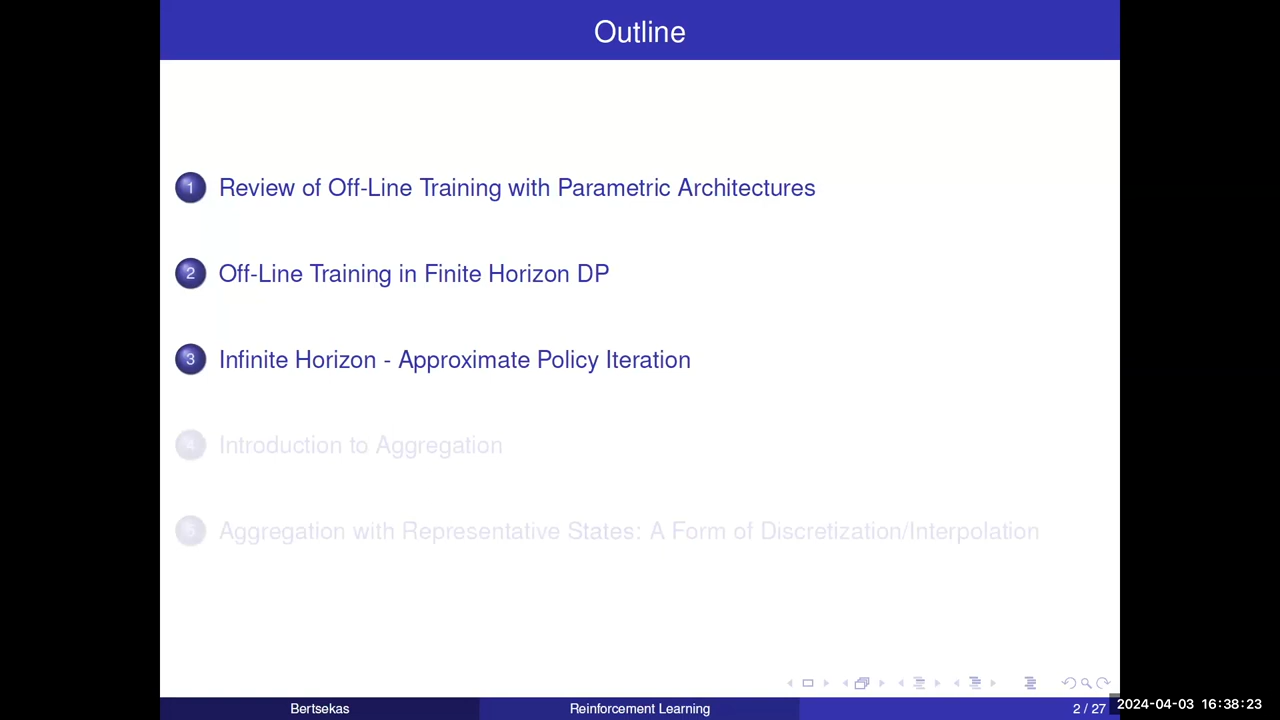 Outline
1 Review of Off-Line Training with Parametric Architectures
2 Off-Line Training in Finite Horizon DP
3 Infinite Horizon - Approximate Policy Iteration
4 Introduction to Aggregation
5 Aggregation with Representative States: A Form of Discretization/Interpolation
Bertsekas Reinforcement Learning 2 / 27 2024-04-03 16:38:23